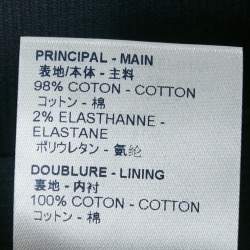 PRINCIPAL - MAIN
表地/本体 - 主料
98% COTON - COTTON
コットン - 棉
2% ELASTHANNE -
ELASTANE
ポリウレタン - 氨纶
DOUBLURE - LINING
裏地 - 内衬
100% COTON - COTTON
コットン - 棉